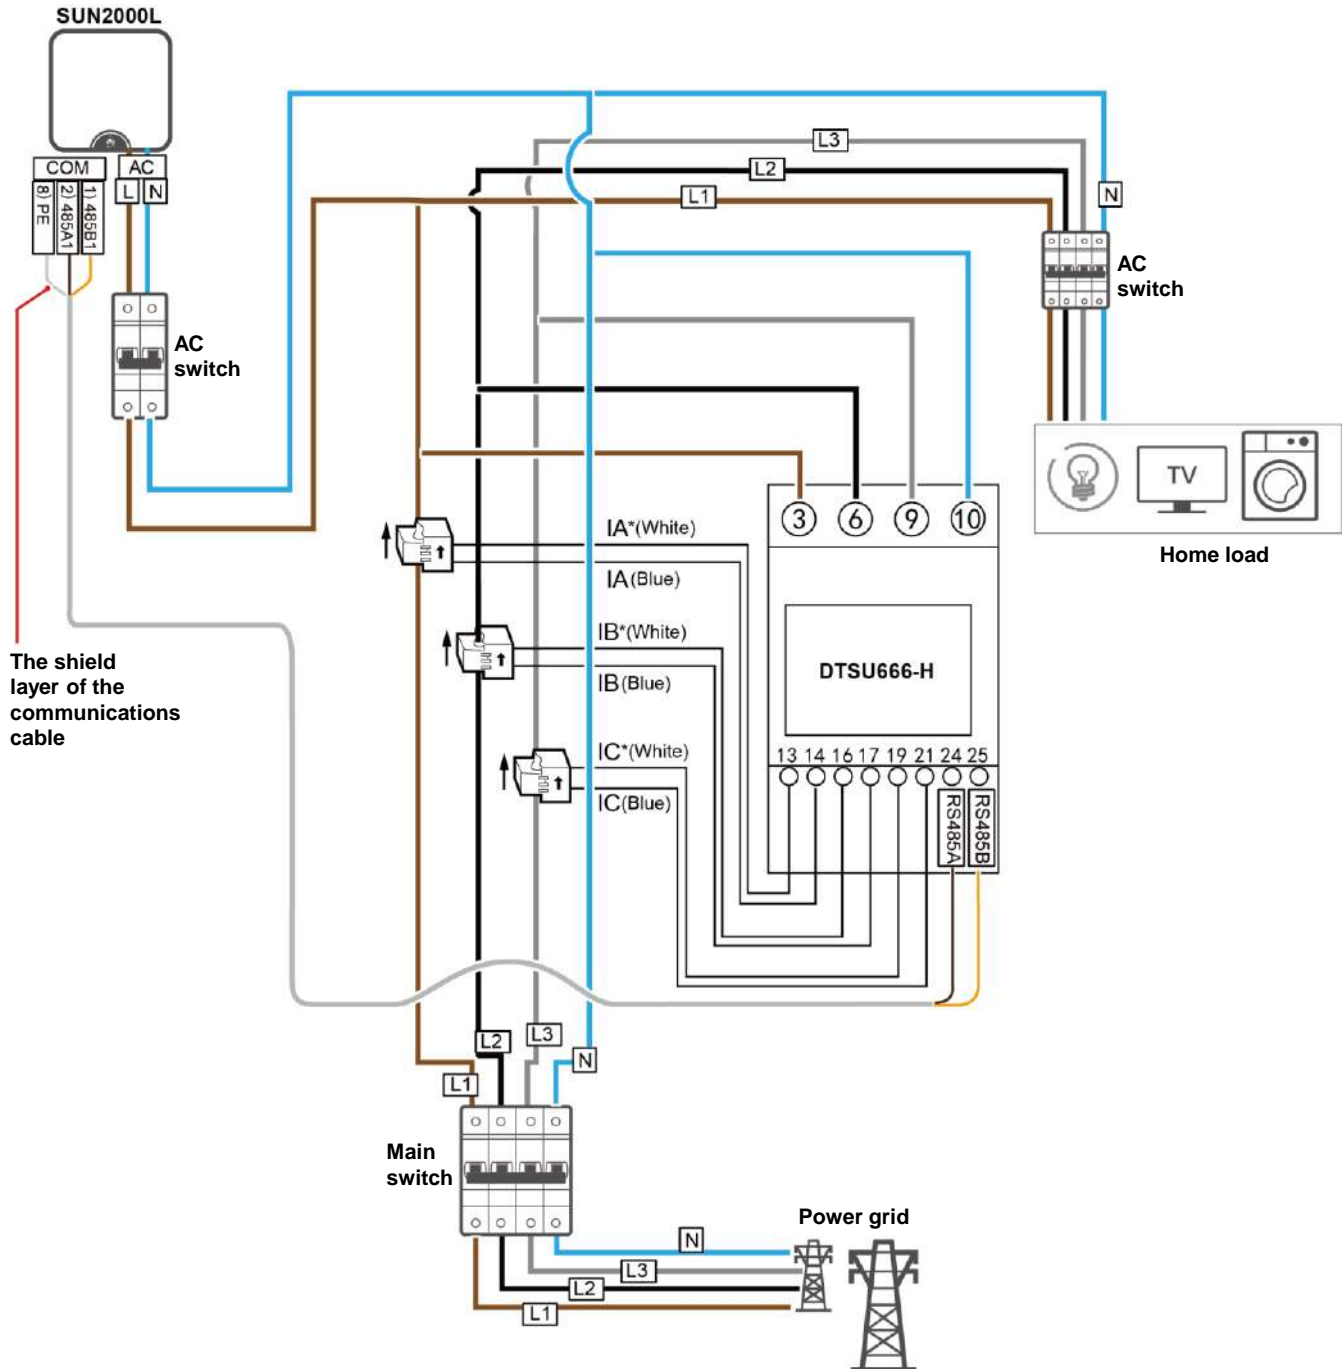 SUN2000L
COM
AC
8) PE
2) 485A1
1) 485B1
L
N
L3
L2
L1
N
AC
switch
AC
switch
3
6
9
10
TV
Home load
IA*(White)
IA(Blue)
IB*(White)
IB(Blue)
IC*(White)
IC(Blue)
DTSU666-H
13 14 16 17 19 21 24 25
RS485A
RS485B
The shield
layer of the
communications
cable
L1
L2
L3
N
Main
switch
Power grid
N
L3
L2
L1